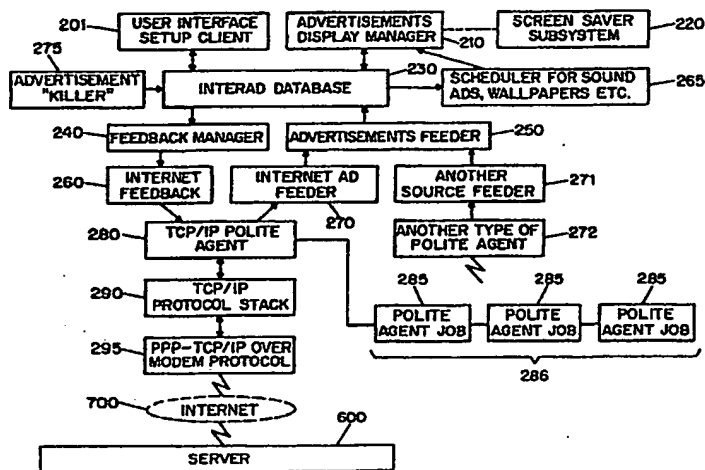 201
USER INTERFACE
SETUP CLIENT
ADVERTISEMENTS
DISPLAY MANAGER
210
SCREEN SAVER
SUBSYSTEM
220
275
ADVERTISEMENT
"KILLER"
INTERAD DATABASE
230
SCHEDULER FOR SOUND
ADS, WALLPAPERS ETC.
265
240
FEEDBACK MANAGER
ADVERTISEMENTS FEEDER
250
260
INTERNET
FEEDBACK
INTERNET AD
FEEDER
270
ANOTHER
SOURCE FEEDER
271
280
TCP/IP POLITE
AGENT
ANOTHER TYPE OF
POLITE AGENT
272
290
TCP/IP
PROTOCOL STACK
285
POLITE
AGENT JOB
285
POLITE
AGENT JOB
285
POLITE
AGENT JOB
286
295
PPP-TCP/IP OVER
MODEM PROTOCOL
700
INTERNET
600
SERVER